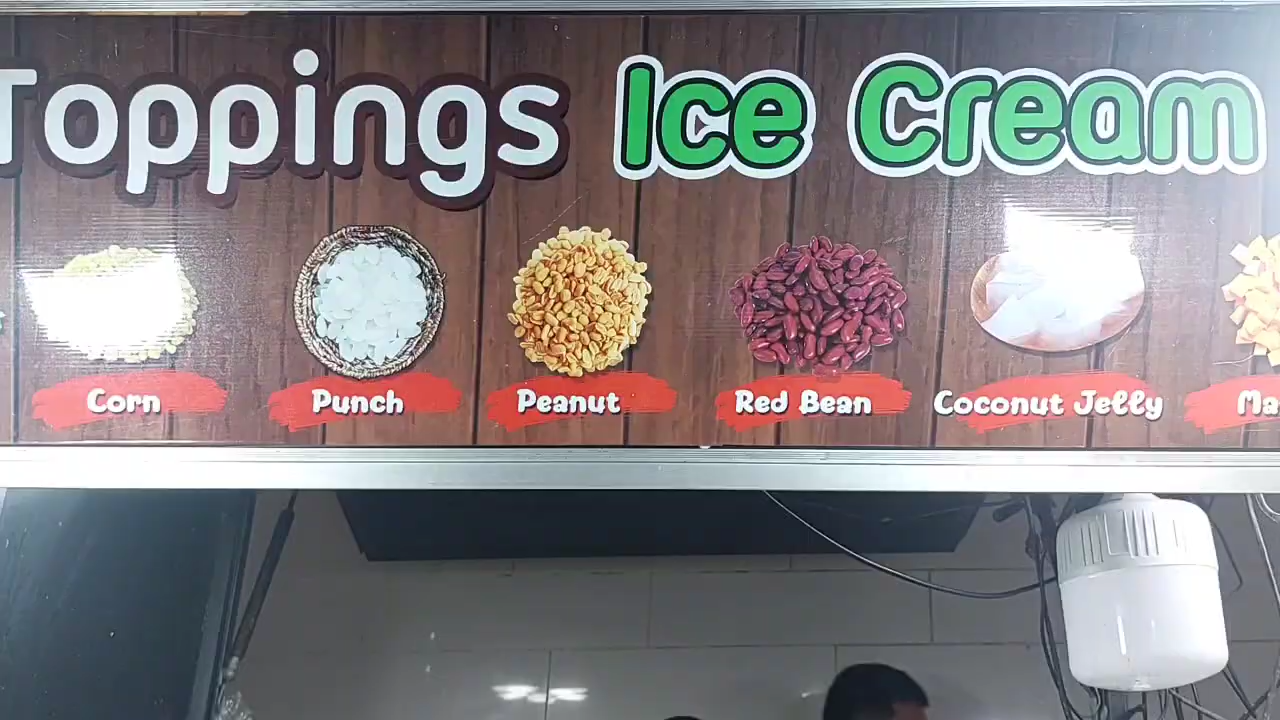 Toppings Ice Cream
Corn
Punch
Peanut
Red Bean
Coconut Jelly